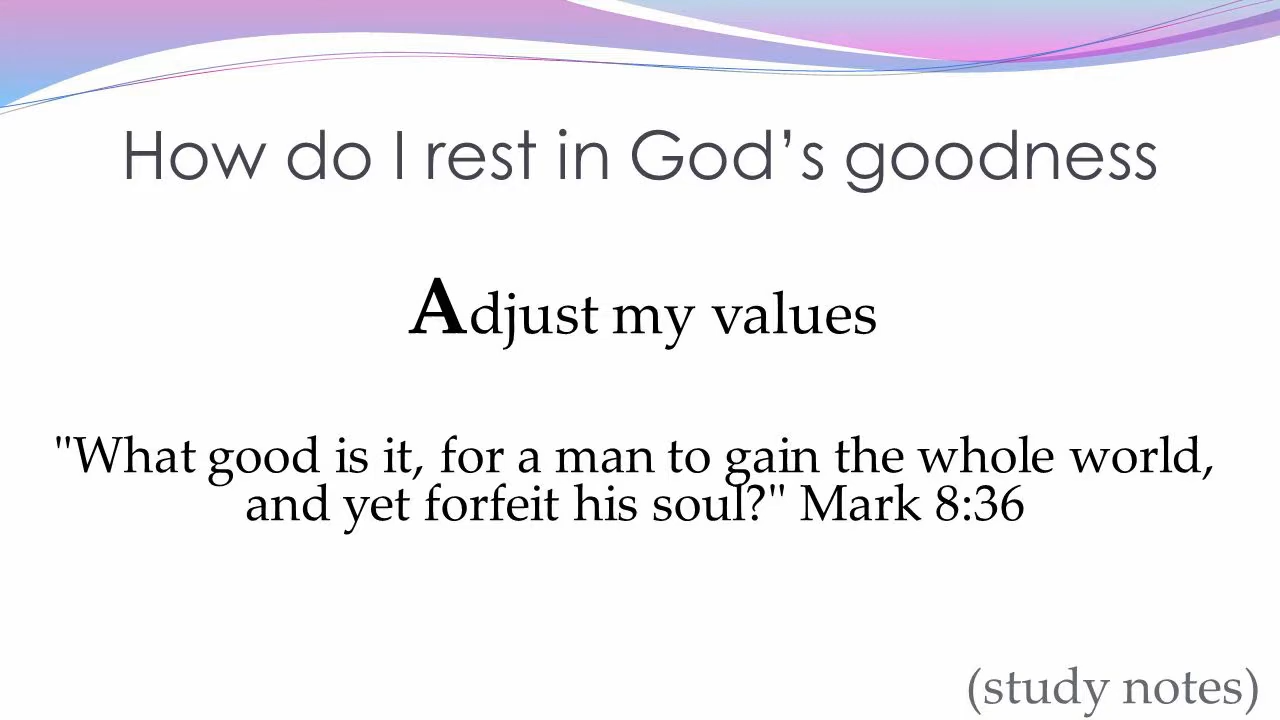 How do I rest in God’s goodness
Adjust my values
"What good is it, for a man to gain the whole world,
and yet forfeit his soul?" Mark 8:36
(study notes)